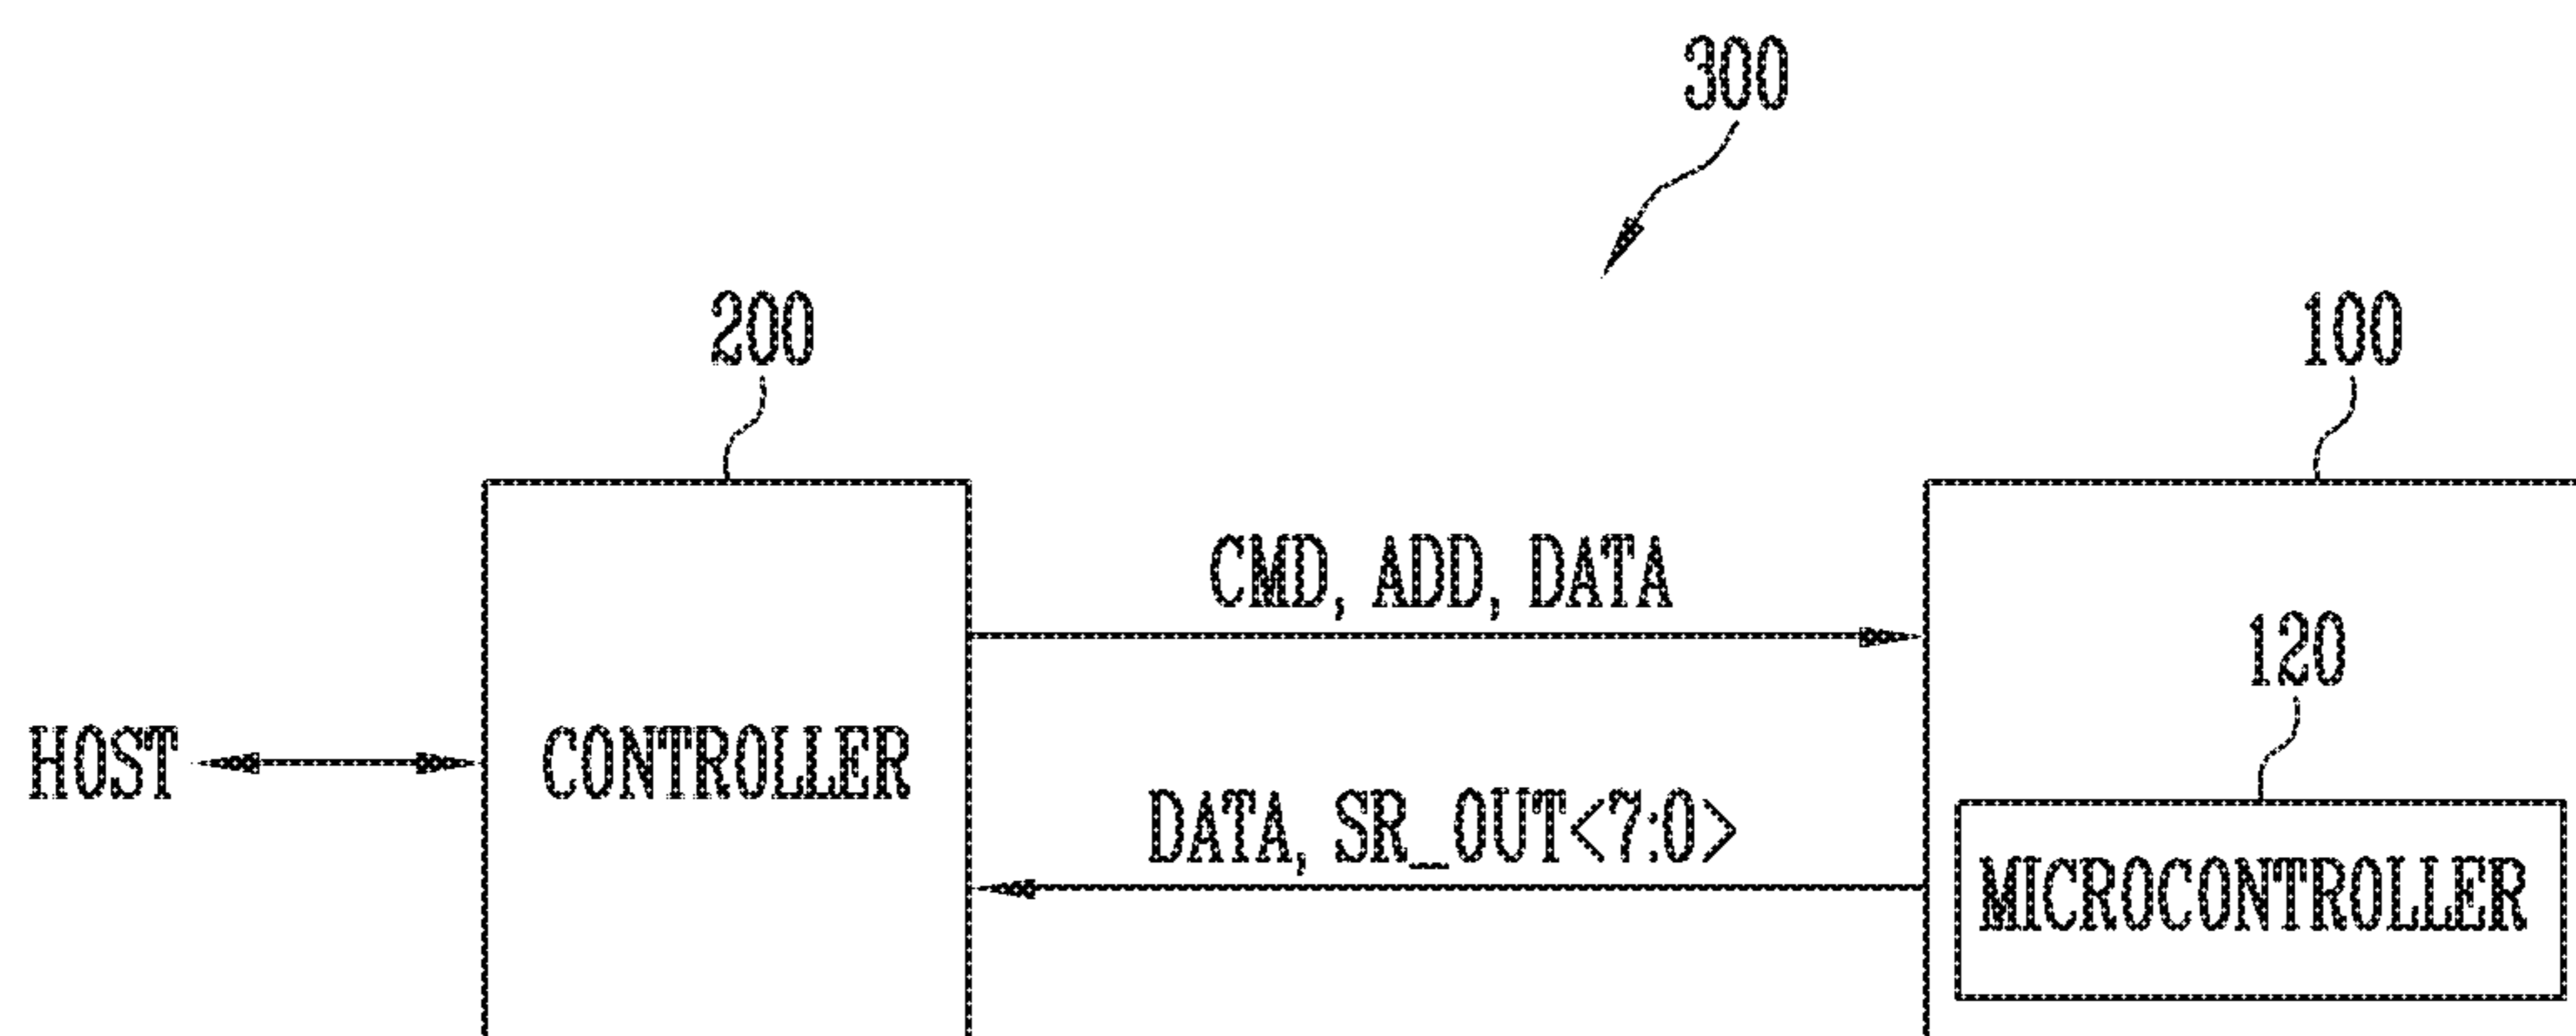 300
200
100
CMD, ADD, DATA
120
HOST
CONTROLLER
DATA, SR_OUT<7:0>
MICROCONTROLLER